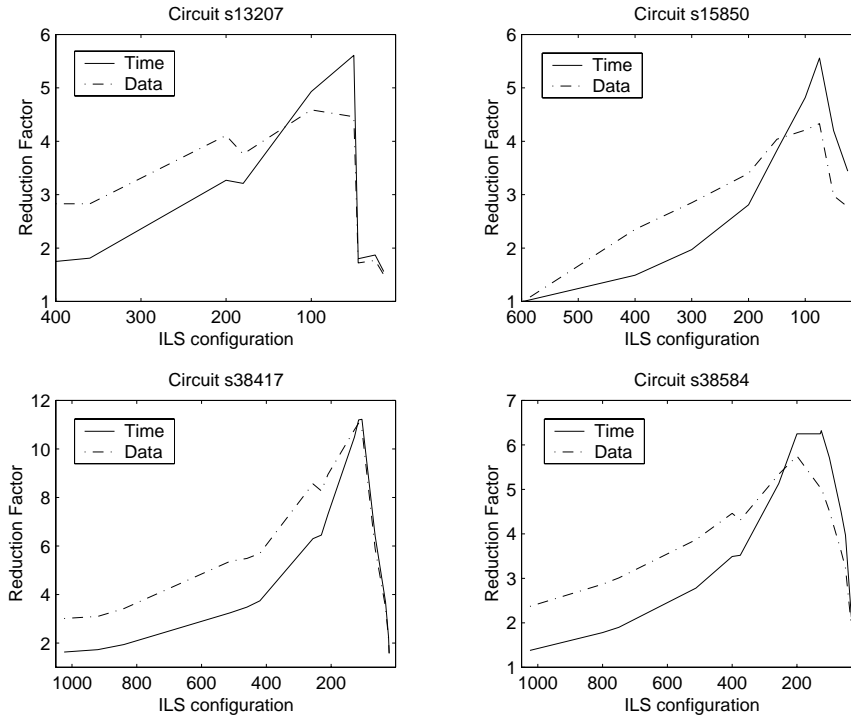 Circuit s13207
6
5
4
3
2
1
Reduction Factor
Time
Data
400
300
200
100
ILS configuration
Circuit s15850
6
5
4
3
2
1
Reduction Factor
Time
Data
600
500
400
300
200
100
ILS configuration
Circuit s38417
12
10
8
6
4
2
Reduction Factor
Time
Data
1000
800
600
400
200
ILS configuration
Circuit s38584
7
6
5
4
3
2
1
Reduction Factor
Time
Data
1000
800
600
400
200
ILS configuration